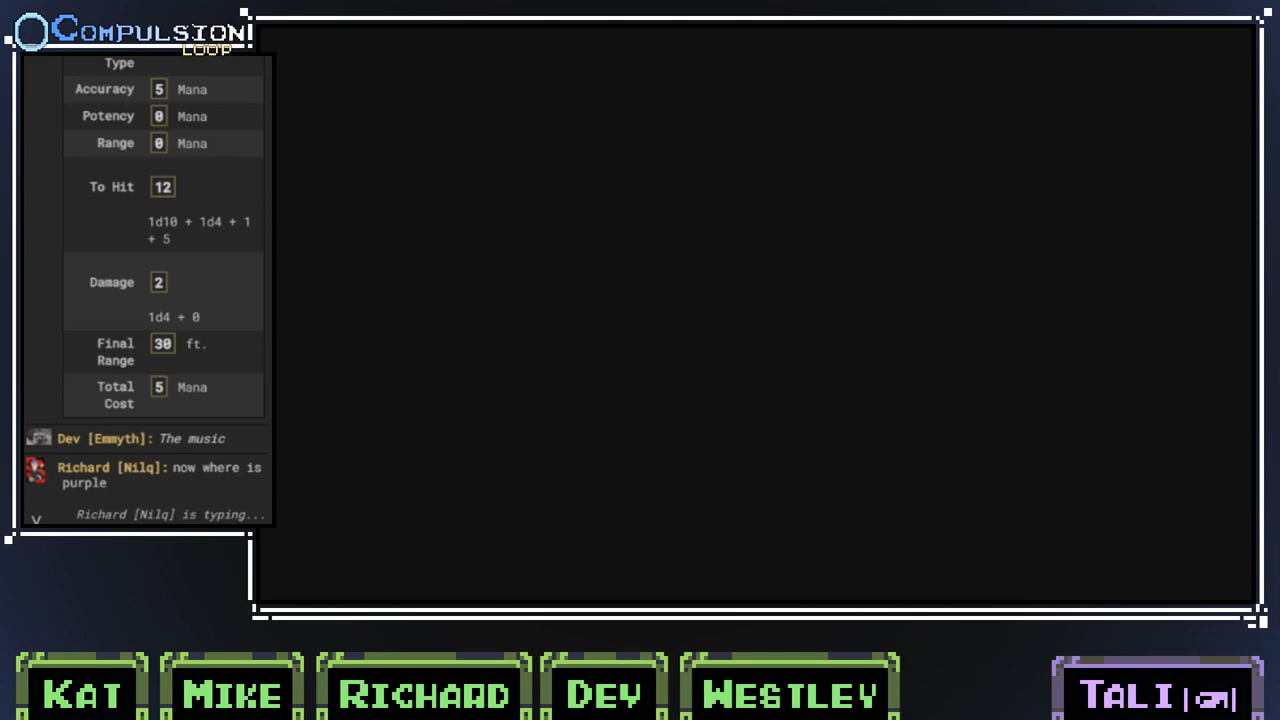 COMPULSION
LOOP
Type
Accuracy 5 Mana
Potency 0 Mana
Range 0 Mana
To Hit 12
1d10 + 1d4 + 1
+ 5
Damage 2
1d4 + 0
Final 30 ft.
Range
Total 5 Mana
Cost
Dev [Emmyth]: The music
Richard [Nilq]: now where is
purple
Richard [Nilq] is typing...
KAT MIKE RICHARD DEV WESTLEY TALI